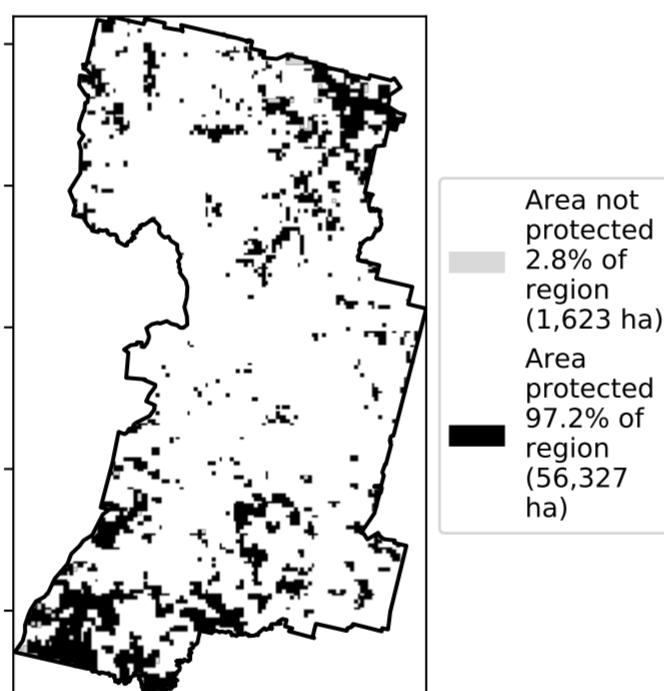 Area not
protected
2.8% of
region
(1,623 ha)
Area
protected
97.2% of
region
(56,327
ha)